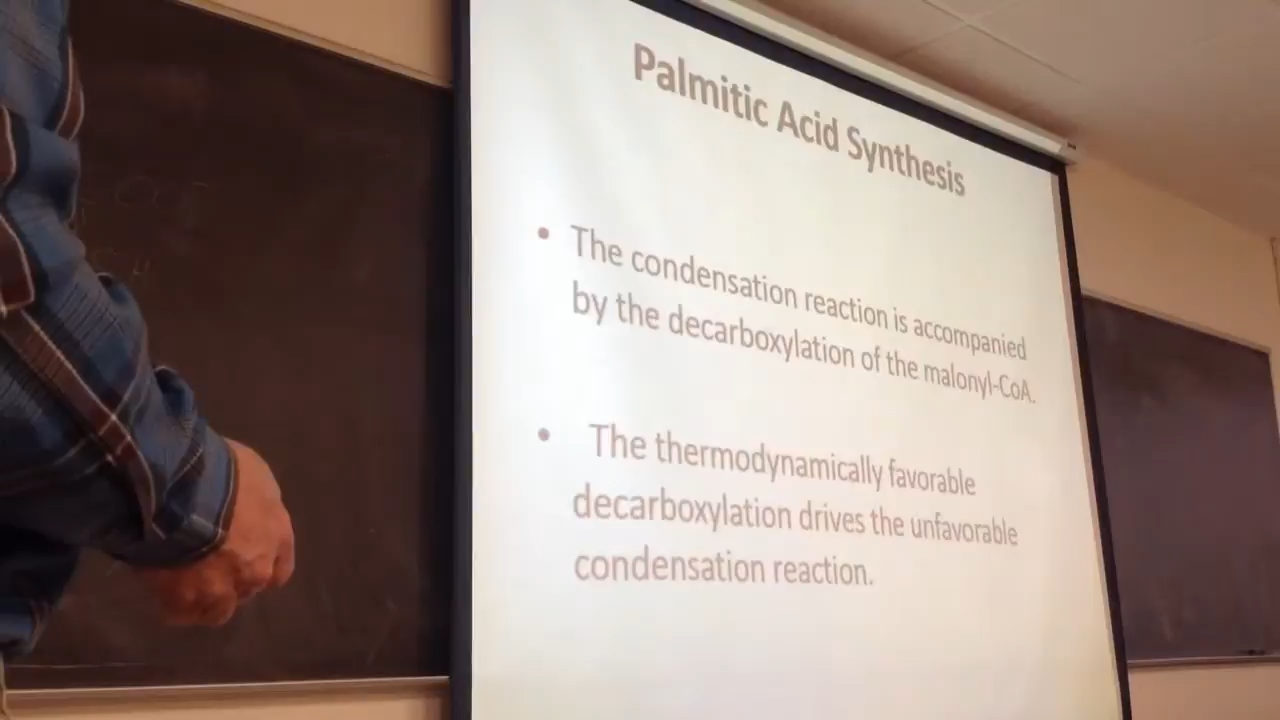 Palmitic Acid Synthesis
• The condensation reaction is accompanied
by the decarboxylation of the malonyl-CoA.
• The thermodynamically favorable
decarboxylation drives the unfavorable
condensation reaction.